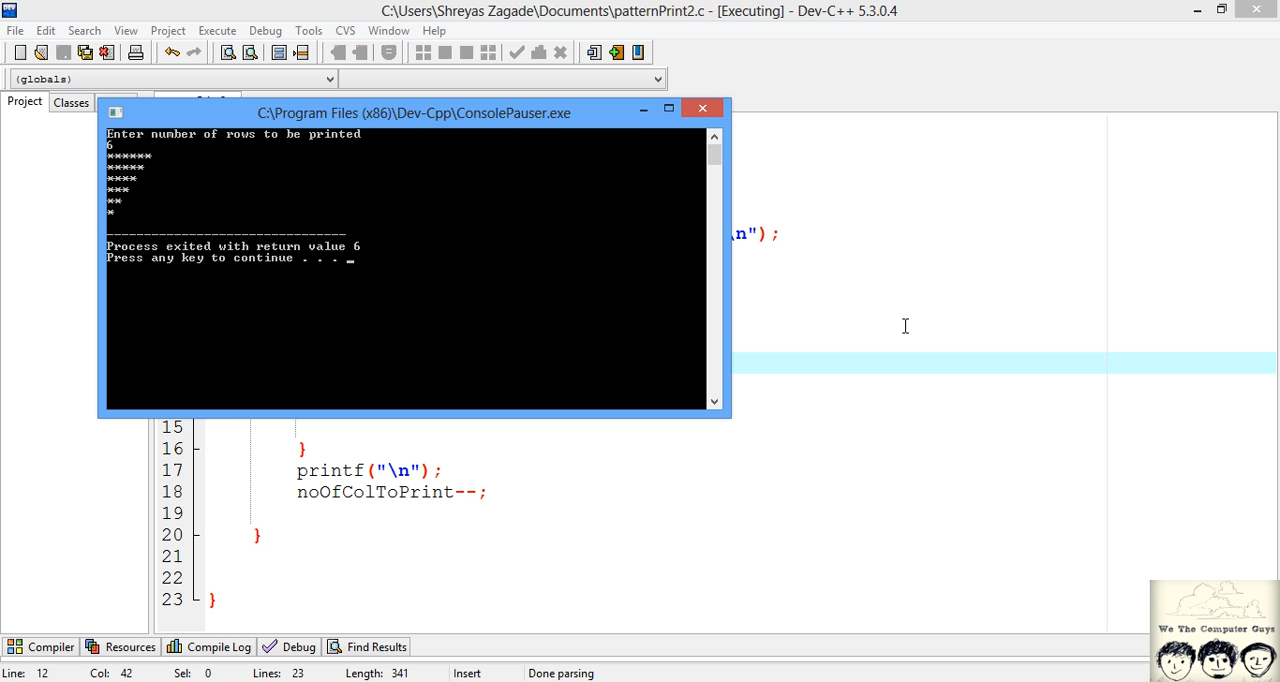 C:\Users\Shreyas Zagade\Documents\patternPrint2.c - [Executing] - Dev-C++ 5.3.0.4
File Edit Search View Project Execute Debug Tools CVS Window Help
(globals)
Project Classes
C:\Program Files (x86)\Dev-Cpp\ConsolePauser.exe
Enter number of rows to be printed
6
******
*****
****
***
**
*
--------------------------------
Process exited with return value 6
Press any key to continue . . . _
\n");
15
16 }
17 printf("\n");
18 noOfColToPrint--;
19
20 }
21
22
23 }
We The Computer Guys
Compiler Resources Compile Log Debug Find Results
Line: 12 Col: 42 Sel: 0 Lines: 23 Length: 341 Insert Done parsing